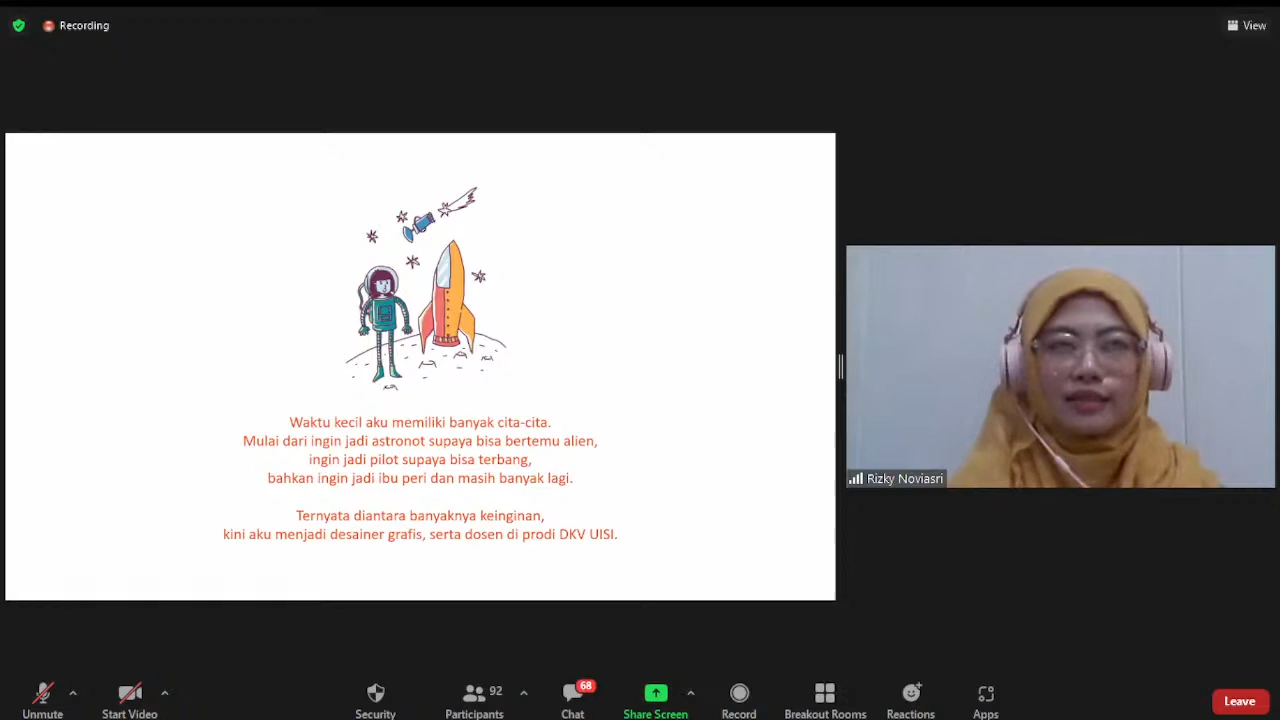 Recording
View
Waktu kecil aku memiliki banyak cita-cita.
Mulai dari ingin jadi astronot supaya bisa bertemu alien,
ingin jadi pilot supaya bisa terbang,
bahkan ingin jadi ibu peri dan masih banyak lagi.
Ternyata diantara banyaknya keinginan,
kini aku menjadi desainer grafis, serta dosen di prodi DKV UISI.
Rizky Noviasri
92
68
Unmute
Start Video
Security
Participants
Chat
Share Screen
Record
Breakout Rooms
Reactions
Apps
Leave